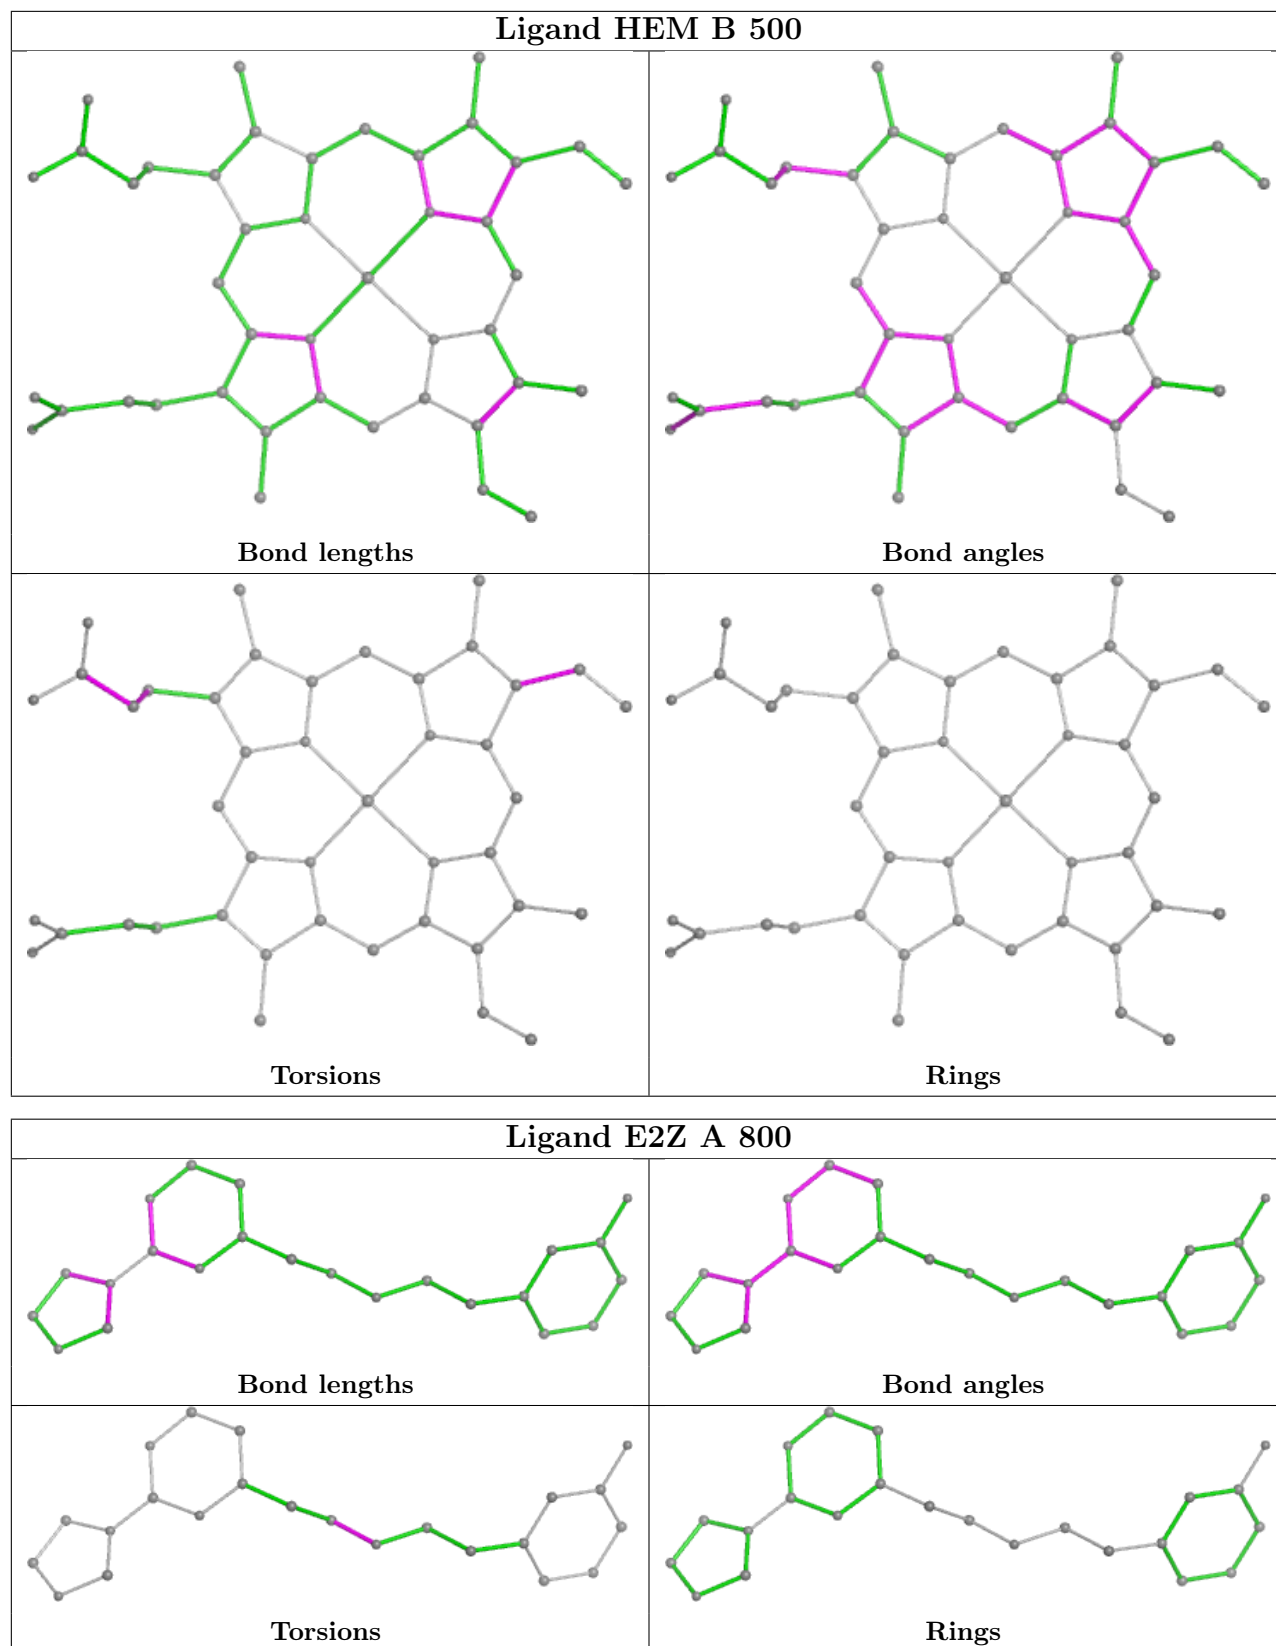 Ligand HEM B 500
Bond lengths
Bond angles
Torsions
Rings
Ligand E2Z A 800
Bond lengths
Bond angles
Torsions
Rings